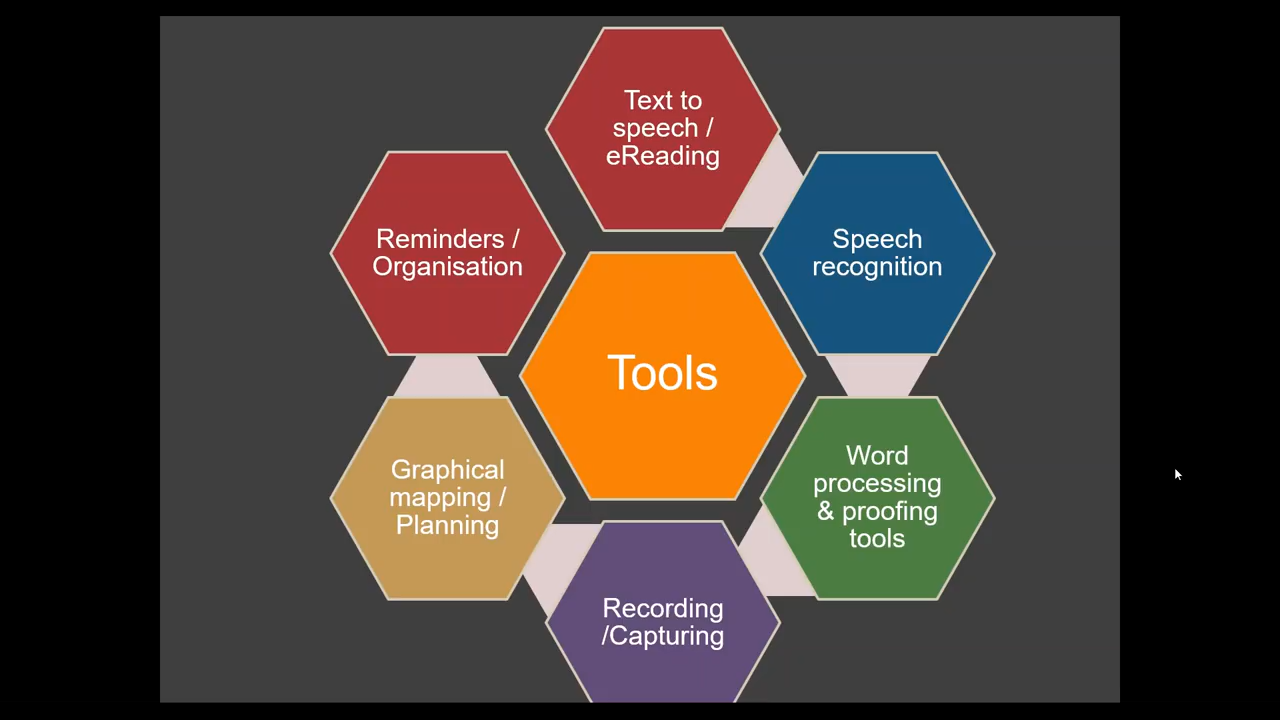 Text to
speech /
eReading
Speech
recognition
Word
processing
& proofing
tools
Recording
/Capturing
Graphical
mapping /
Planning
Reminders /
Organisation
Tools